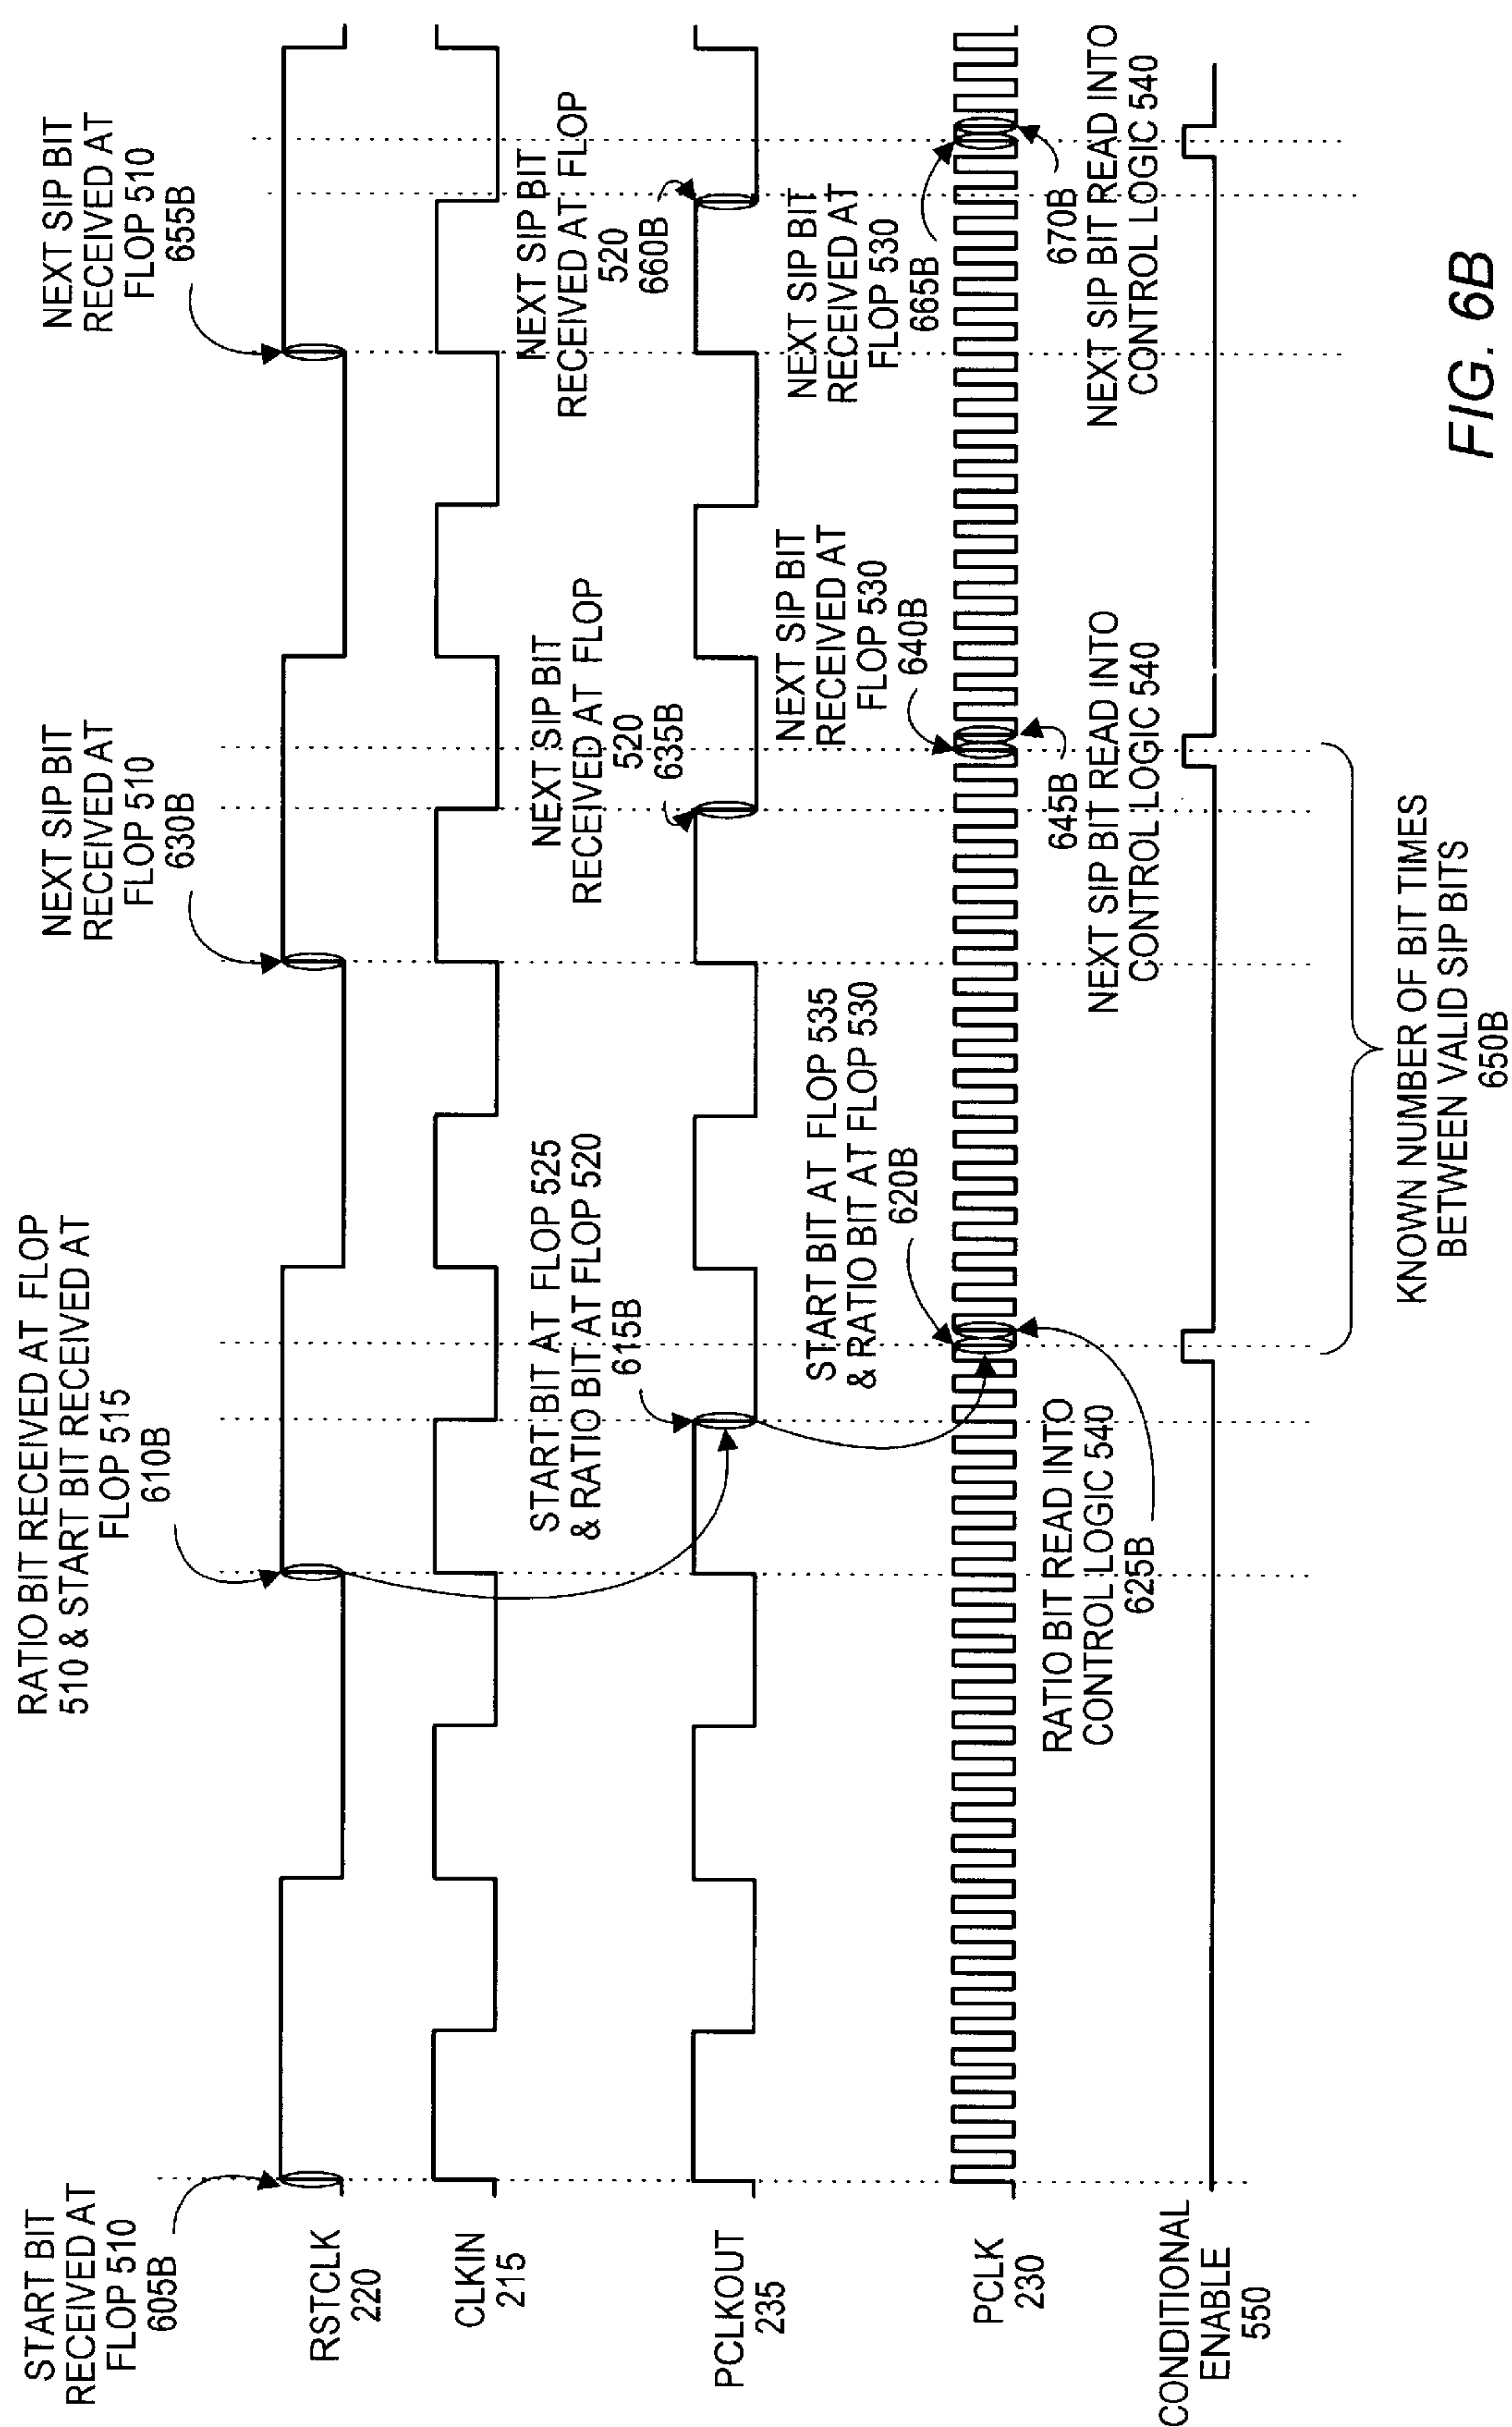 START BIT
RECEIVED AT
FLOP 510
605B
RATIO BIT RECEIVED AT FLOP
510 & START BIT RECEIVED AT
FLOP 515
610B
NEXT SIP BIT
RECEIVED AT
FLOP 510
630B
NEXT SIP BIT
RECEIVED AT
FLOP 510
655B
RSTCLK
220
CLKIN
215
START BIT AT FLOP 525
& RATIO BIT AT FLOP 520
615B
NEXT SIP BIT
RECEIVED AT FLOP
520
635B
NEXT SIP BIT
RECEIVED AT FLOP
520
660B
PCLKOUT
235
START BIT AT FLOP 535
& RATIO BIT AT FLOP 530
620B
NEXT SIP BIT
RECEIVED AT
FLOP 530
640B
NEXT SIP BIT
RECEIVED AT
FLOP 530
665B
PCLK
230
RATIO BIT READ INTO
CONTROL LOGIC 540
625B
645B
NEXT SIP BIT READ INTO
CONTROL LOGIC 540
670B
NEXT SIP BIT READ INTO
CONTROL LOGIC 540
CONDITIONAL
ENABLE
550
KNOWN NUMBER OF BIT TIMES
BETWEEN VALID SIP BITS
650B
FIG. 6B